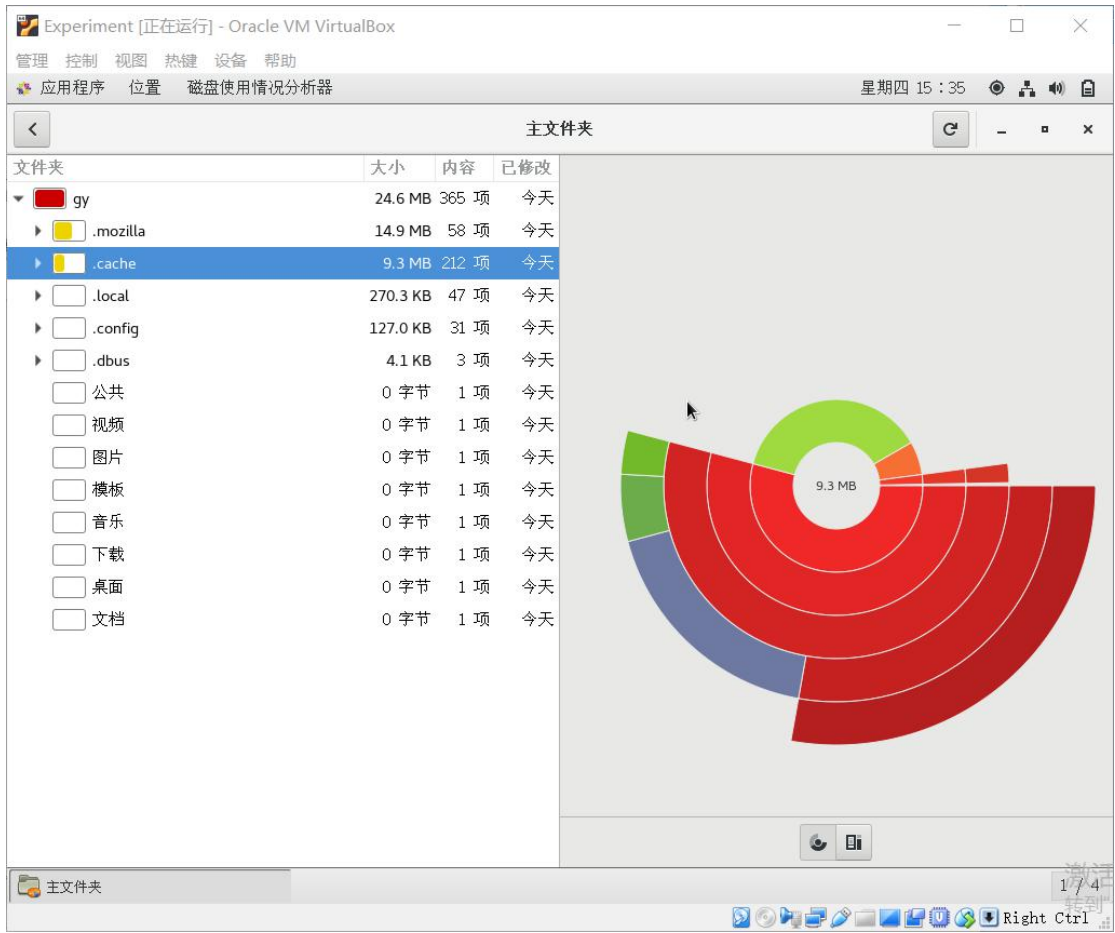 Experiment [正在运行] - Oracle VM VirtualBox
管理 控制 视图 热键 设备 帮助
应用程序 位置 磁盘使用情况分析器 星期四 15：35
主文件夹
文件夹 大小 内容 已修改
gy 24.6 MB 365 项 今天
.mozilla 14.9 MB 58 项 今天
.cache 9.3 MB 212 项 今天
.local 270.3 KB 47 项 今天
.config 127.0 KB 31 项 今天
.dbus 4.1 KB 3 项 今天
公共 0 字节 1 项 今天
视频 0 字节 1 项 今天
图片 0 字节 1 项 今天
模板 0 字节 1 项 今天
音乐 0 字节 1 项 今天
下载 0 字节 1 项 今天
桌面 0 字节 1 项 今天
文档 0 字节 1 项 今天
9.3 MB
主文件夹
激活
1 / 4
转到
Right Ctrl